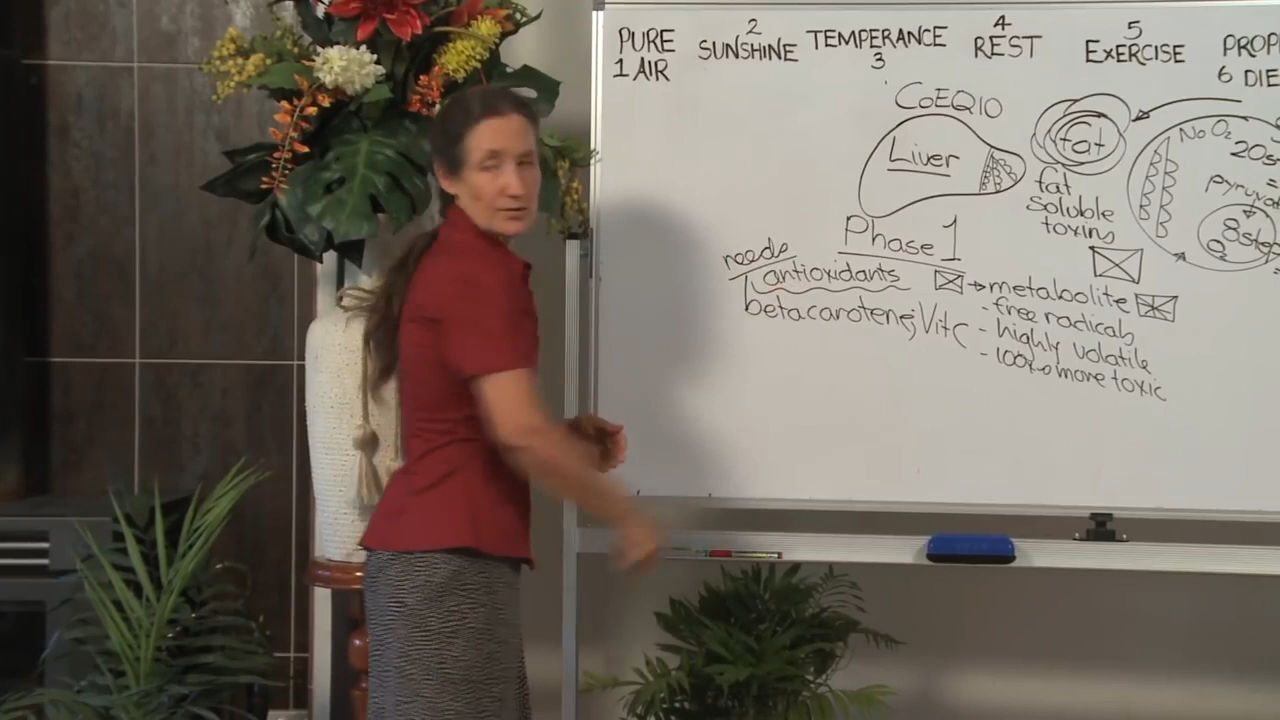 PURE
1 AIR
2
SUNSHINE
TEMPERANCE
3
4
REST
5
EXERCISE
PROP
6 DIE
CoEQ10
Liver
fat
fat
soluble
toxins
No O2
20s
=
pyruva
8ste
O2
Phase 1
needs
antioxidants
betacarotene; Vit C
→ metabolite
- free radicals
- highly volatile
- 100x more toxic